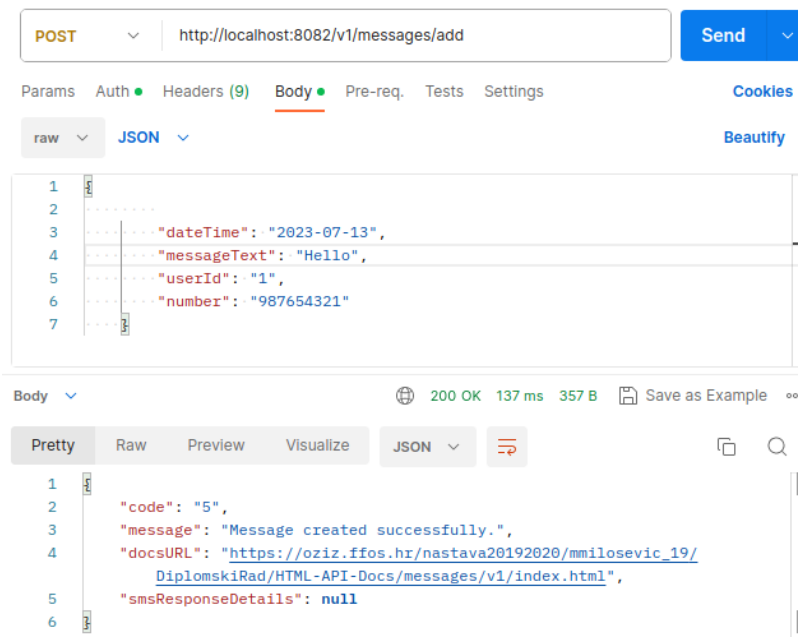 POST http://localhost:8082/v1/messages/add Send
Params Auth Headers (9) Body Pre-req. Tests Settings Cookies
raw JSON Beautify
1 {
2
3 "dateTime": "2023-07-13",
4 "messageText": "Hello",
5 "userId": "1",
6 "number": "987654321"
7 }
Body 200 OK 137 ms 357 B Save as Example
Pretty Raw Preview Visualize JSON
1 {
2 "code": "5",
3 "message": "Message created successfully.",
4 "docsURL": "https://oziz.ffos.hr/nastava20192020/mmilosevic_19/
DiplomskiRad/HTML-API-Docs/messages/v1/index.html",
5 "smsResponseDetails": null
6 }